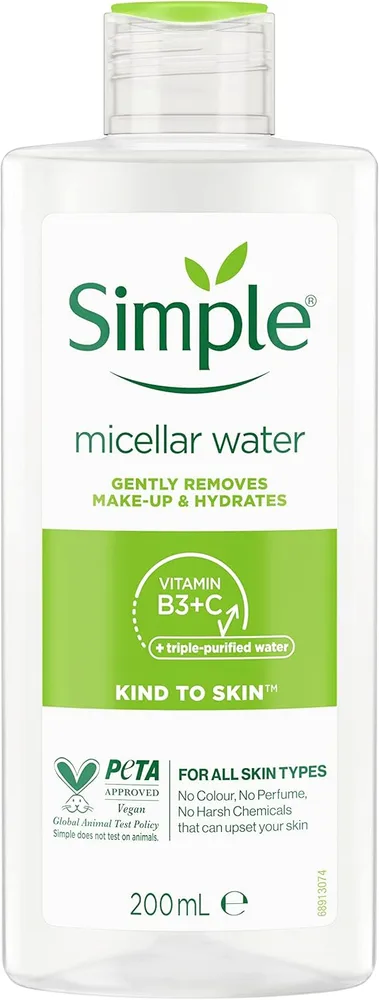 Simple®
micellar water
GENTLY REMOVES
MAKE-UP & HYDRATES
VITAMIN
B3+C
+ triple-purified water
KIND TO SKIN™
PETA
APPROVED
Vegan
Global Animal Test Policy
Simple does not test on animals.
FOR ALL SKIN TYPES
No Colour, No Perfume,
No Harsh Chemicals
that can upset your skin
200mL ℮
68913074